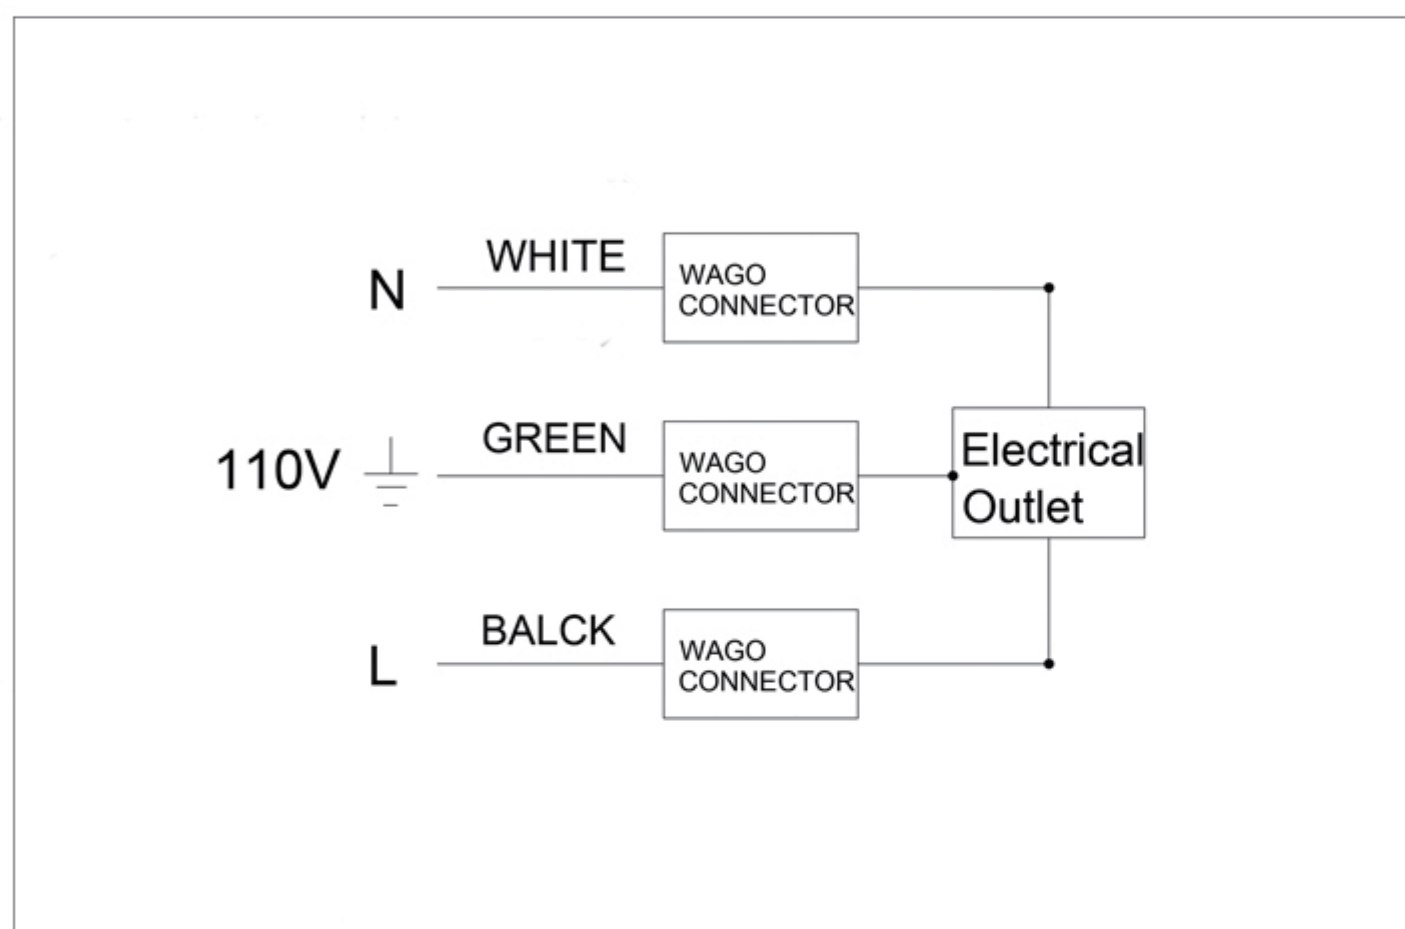 WHITE
N
WAGO
CONNECTOR
GREEN
110V
WAGO
CONNECTOR
Electrical
Outlet
BALCK
L
WAGO
CONNECTOR